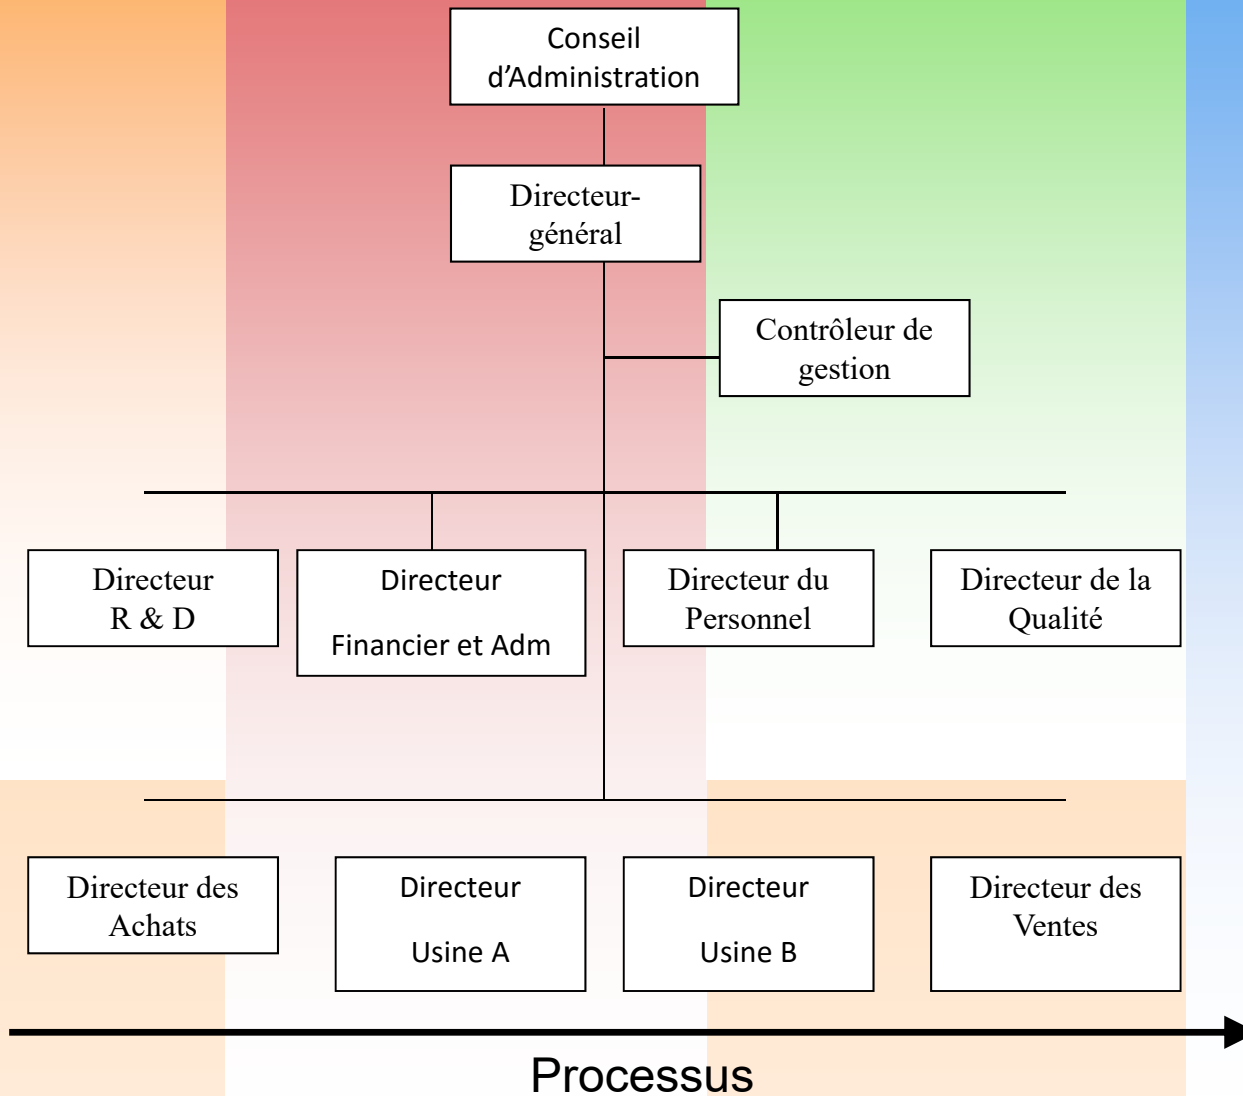 Conseil
d'Administration
Directeur-
général
Contrôleur de
gestion
Directeur
R & D
Directeur
Financier et Adm
Directeur du
Personnel
Directeur de la
Qualité
Directeur des
Achats
Directeur
Usine A
Directeur
Usine B
Directeur des
Ventes
Processus